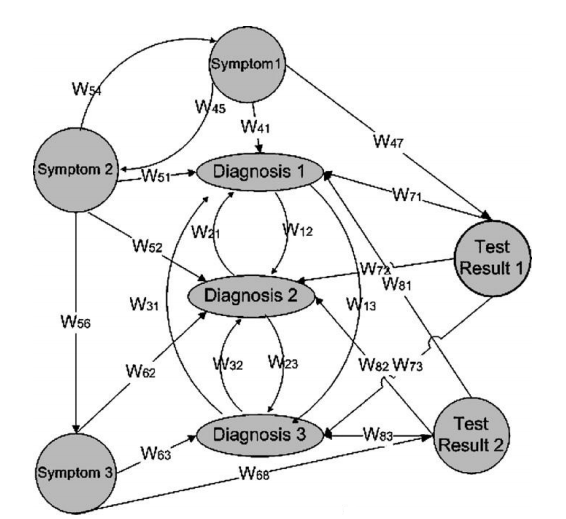 Symptom1
W54
W45
W41
W47
Symptom 2
W51
Diagnosis 1
W71
W21
W12
W52
Test
Result 1
W72
W81
Diagnosis 2
W31
W13
W56
W62
W32
W23
W82
W73
Diagnosis 3
W83
Test
Result 2
W63
Symptom 3
W68